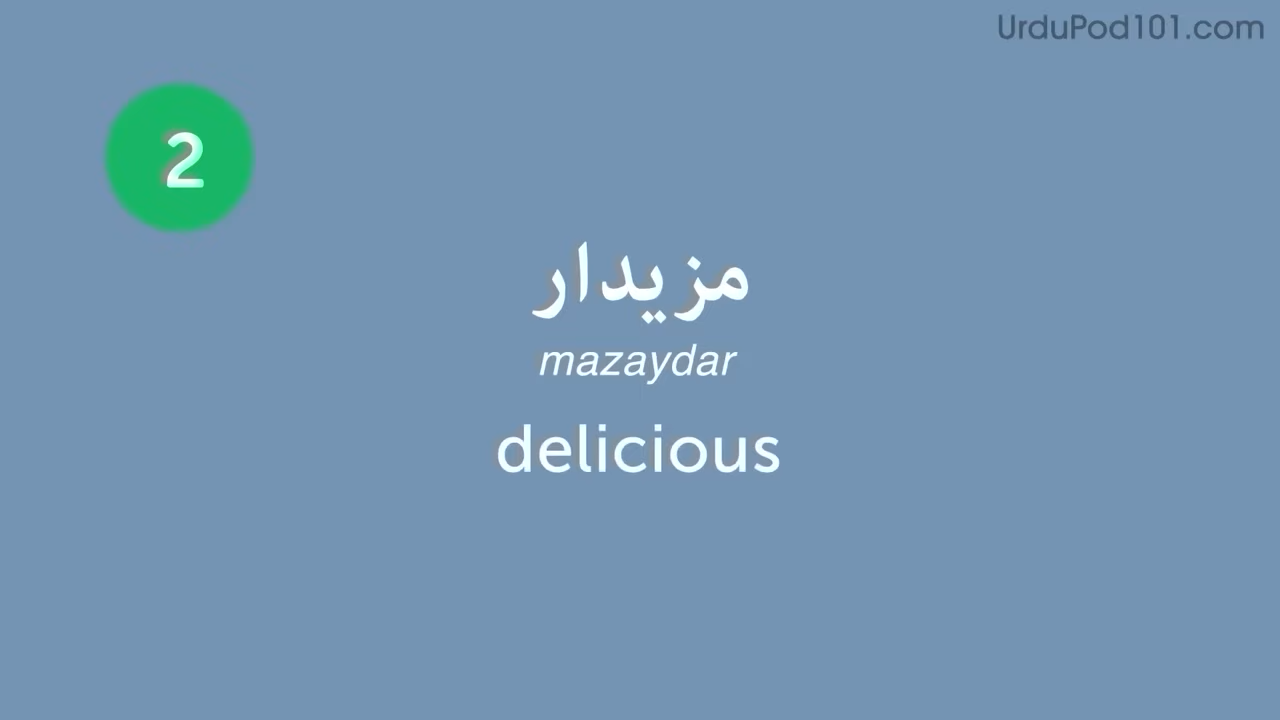 UrduPod101.com
2
مزیدار
mazaydar
delicious